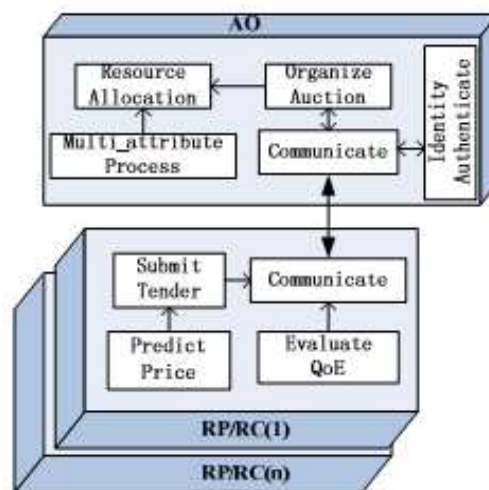 AO
Resource
Allocation
Organize
Auction
Identity
Authenticate
Multi_attribute
Process
Communicate
Submit
Tender
Communicate
Predict
Price
Evaluate
QoE
RP/RC(1)
RP/RC(n)